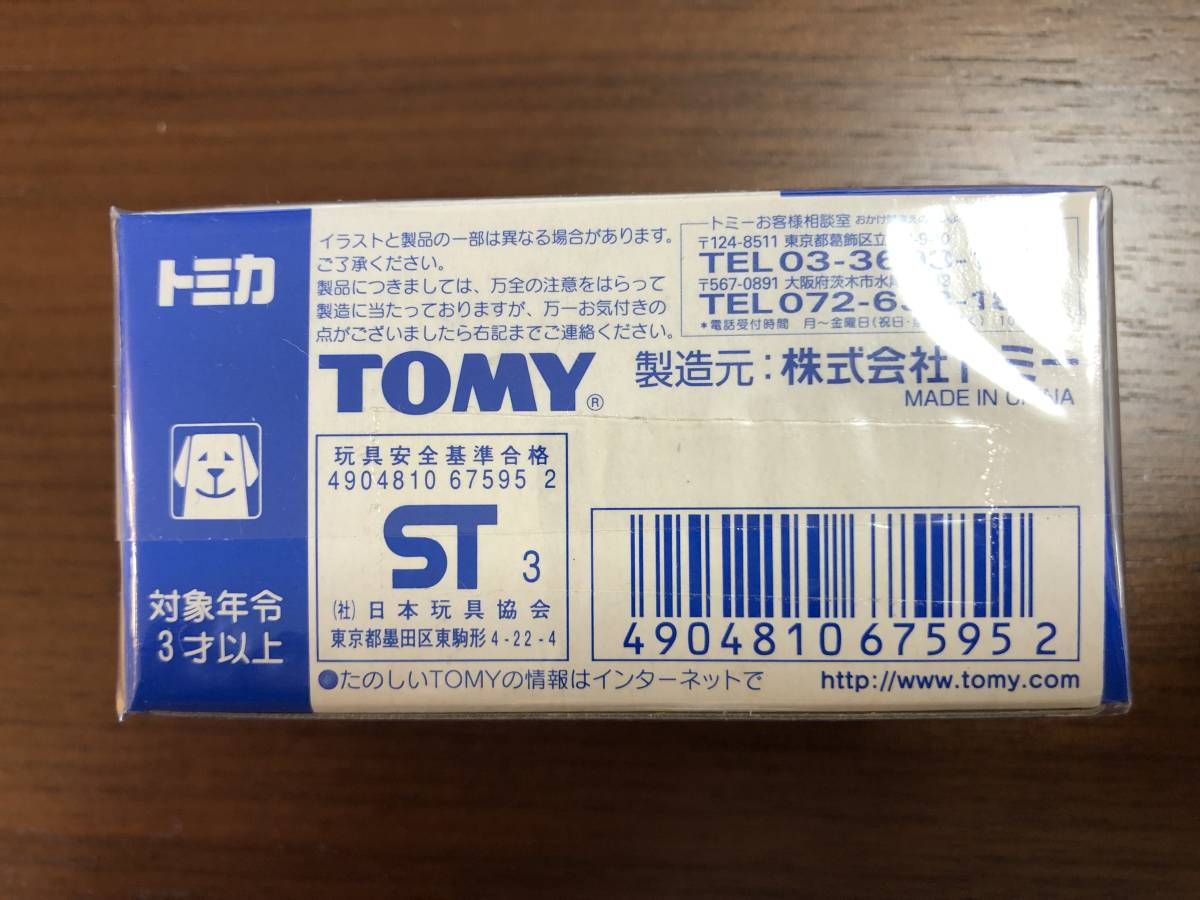 トミカ
対象年令
3才以上
イラストと製品の一部は異なる場合があります。
ご了承ください。
製品につきましては、万全の注意をはらって
製造に当たっておりますが、万一お気付きの
点がございましたら右記までご連絡ください。
トミーお客様相談室
〒124-8511 東京都葛飾区立
TEL03-36
〒567-0891 大阪府茨木市水
TEL072-6
*電話受付時間 月〜金曜日(祝日・
TOMY®
製造元:株式会社トミー
MADE IN CHINA
玩具安全基準合格
4904810 67595 2
ST 3
(社)日本玩具協会
東京都墨田区東駒形4-22-4
4904810675952
●たのしいTOMYの情報はインターネットで http://www.tomy.com